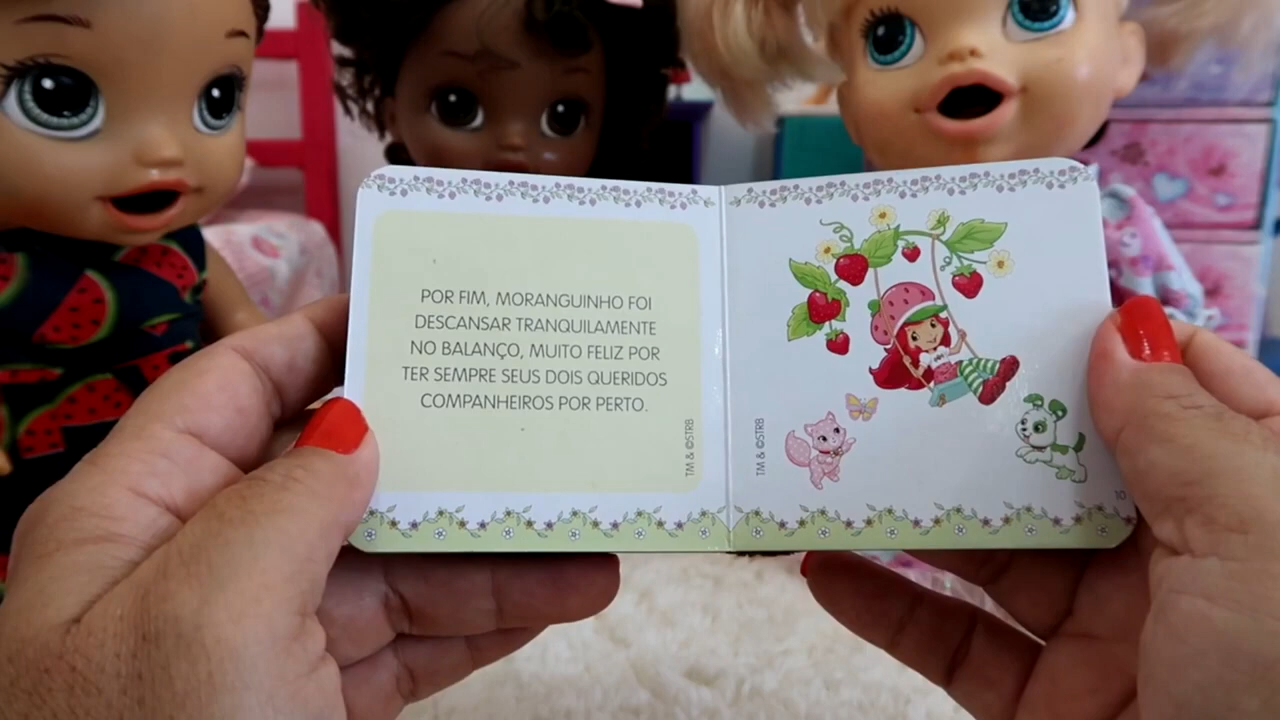 POR FIM, MORANGUINHO FOI
DESCANSAR TRANQUILAMENTE
NO BALANÇO, MUITO FELIZ POR
TER SEMPRE SEUS DOIS QUERIDOS
COMPANHEIROS POR PERTO.
TM & ©STRB
TM & ©STRB
10